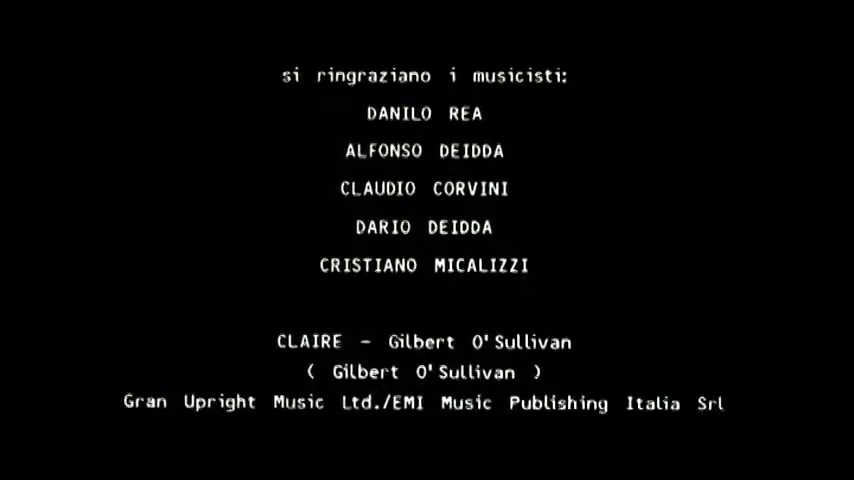 si ringraziano i musicisti:
DANILO REA
ALFONSO DEIDDA
CLAUDIO CORVINI
DARIO DEIDDA
CRISTIANO MICALIZZI
CLAIRE - Gilbert O'Sullivan
( Gilbert O'Sullivan )
Gran Upright Music Ltd./EMI Music Publishing Italia Srl